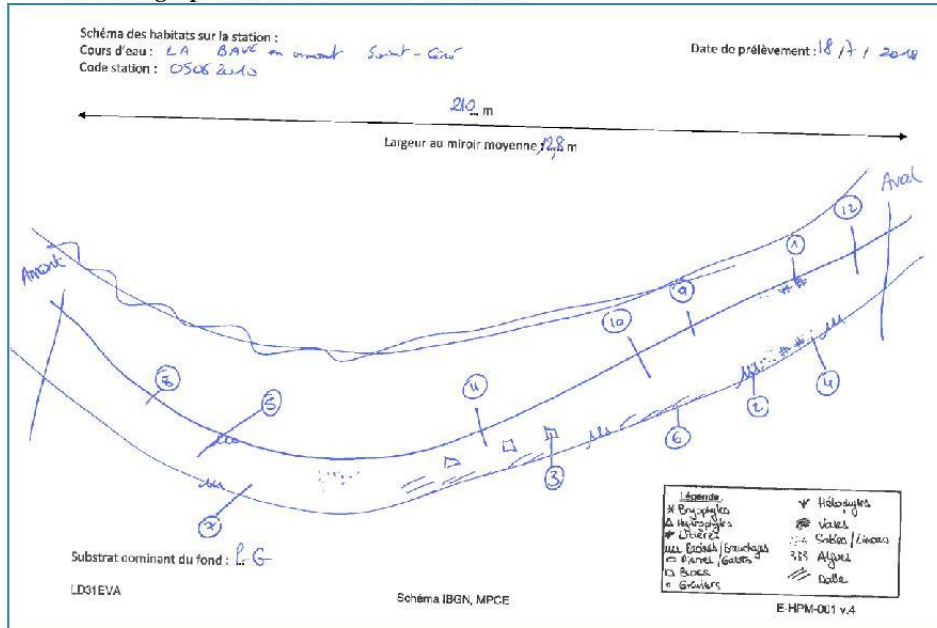 Schéma des habitats sur la station :
Cours d'eau : LA BAVE en amont Saint-Céré
Date de prélèvement : 18 / 7 / 2018
Code station : 05062010
210 m
Largeur au miroir moyenne : 12,8 m
Amont
Aval
12
1
9
10
11
8
5
7
3
6
2
4
Légende
Bryophytes
Hydrophytes
Litières
Racines/Branchages
Pierres/Galets
Blocs
Graviers
Hélophytes
Vases
Sables/Limons
Algues
Dalle
Substrat dominant du fond : P-G
LD31EVA
Schéma IBGN, MPCE
E-HPM-001 v.4